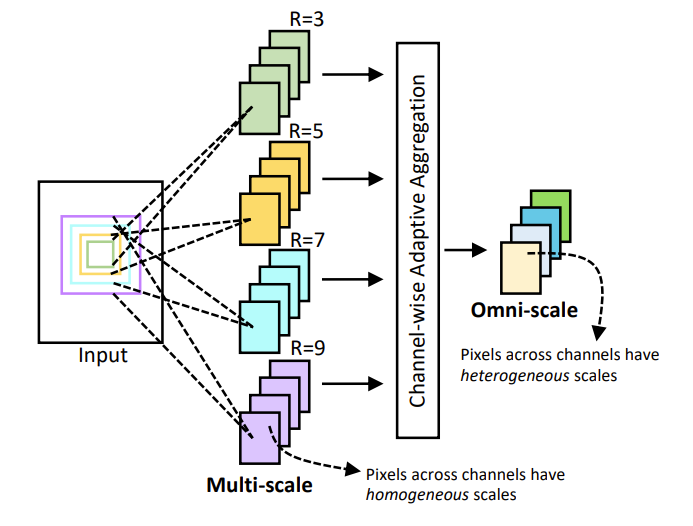 R=3
R=5
R=7
R=9
Input
Multi-scale
Channel-wise Adaptive Aggregation
Omni-scale
Pixels across channels have
heterogeneous scales
Pixels across channels have
homogeneous scales